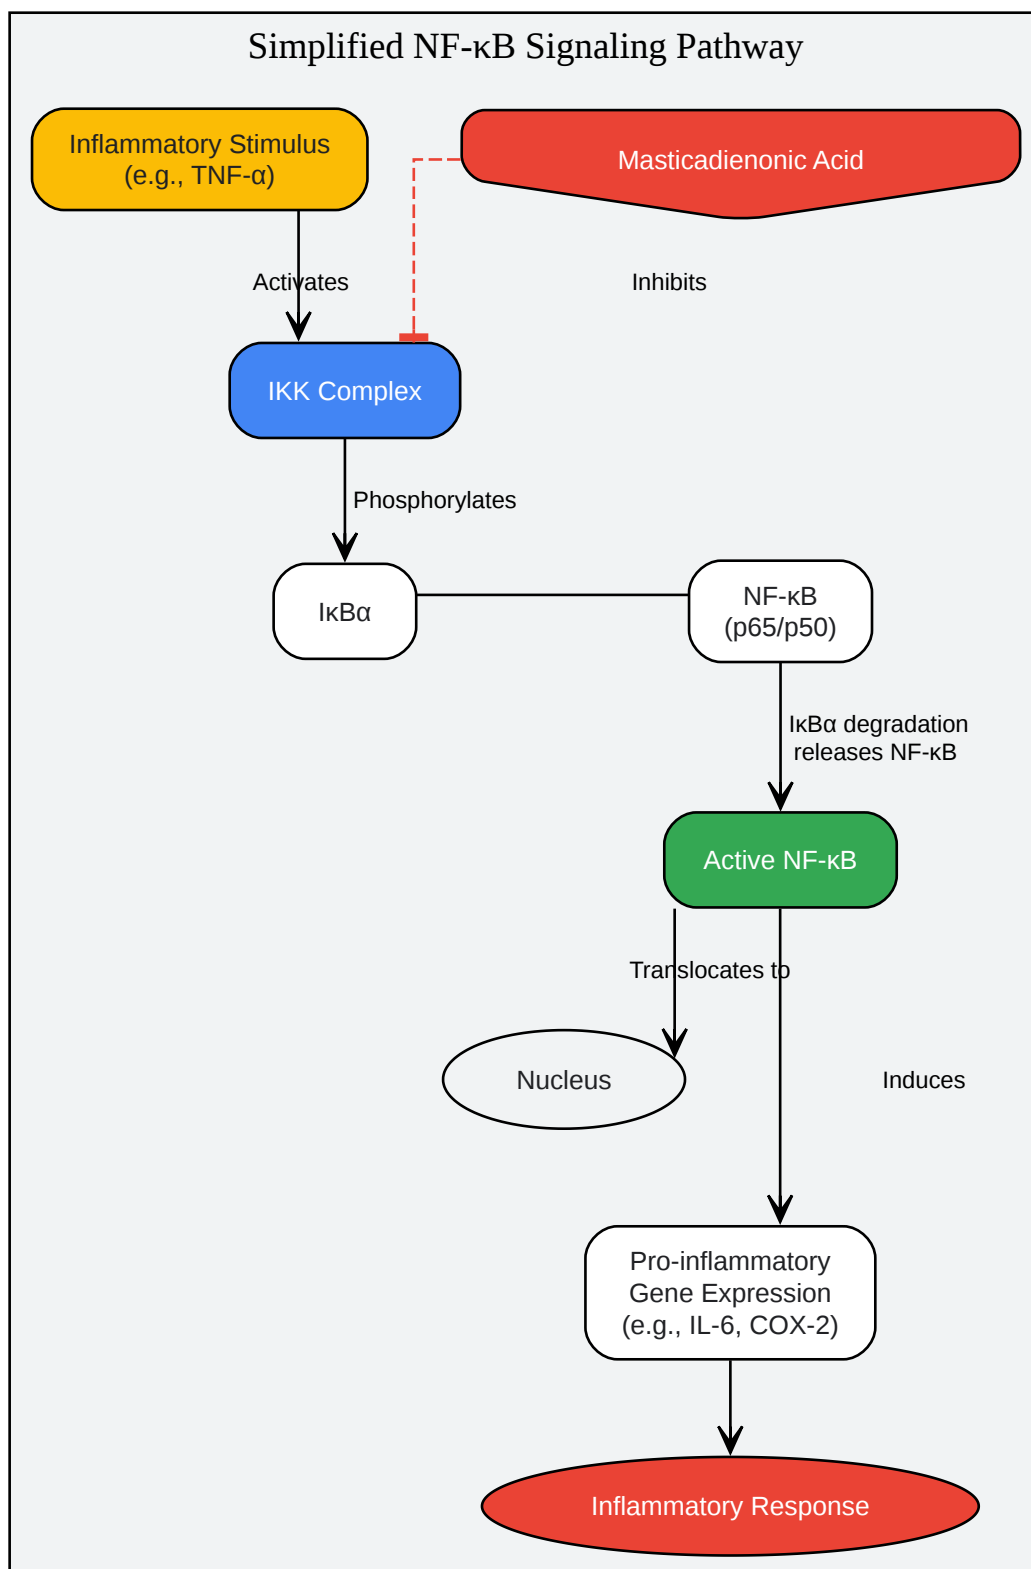 Simplified NF-κB Signaling Pathway
Inflammatory Stimulus
(e.g., TNF-α)
Masticadienonic Acid
Activates
Inhibits
IKK Complex
Phosphorylates
IκBα
NF-κB
(p65/p50)
IκBα degradation
releases NF-κB
Active NF-κB
Translocates to
Nucleus
Induces
Pro-inflammatory
Gene Expression
(e.g., IL-6, COX-2)
Inflammatory Response